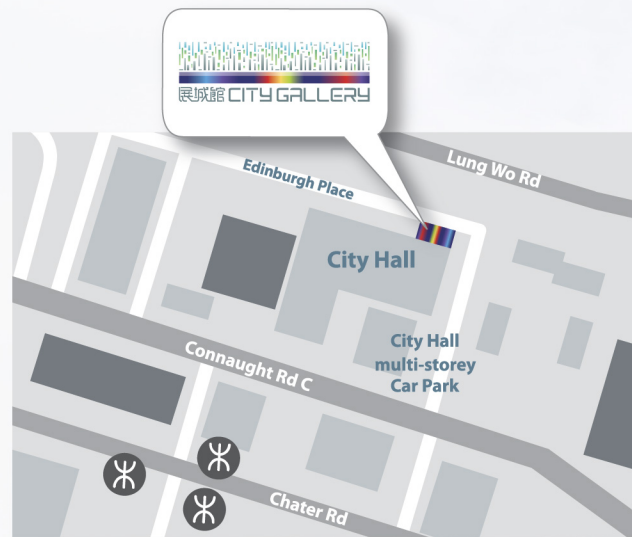 展城館 CITY GALLERY
Lung Wo Rd
Edinburgh Place
City Hall
City Hall
multi-storey
Car Park
Connaught Rd C
Chater Rd